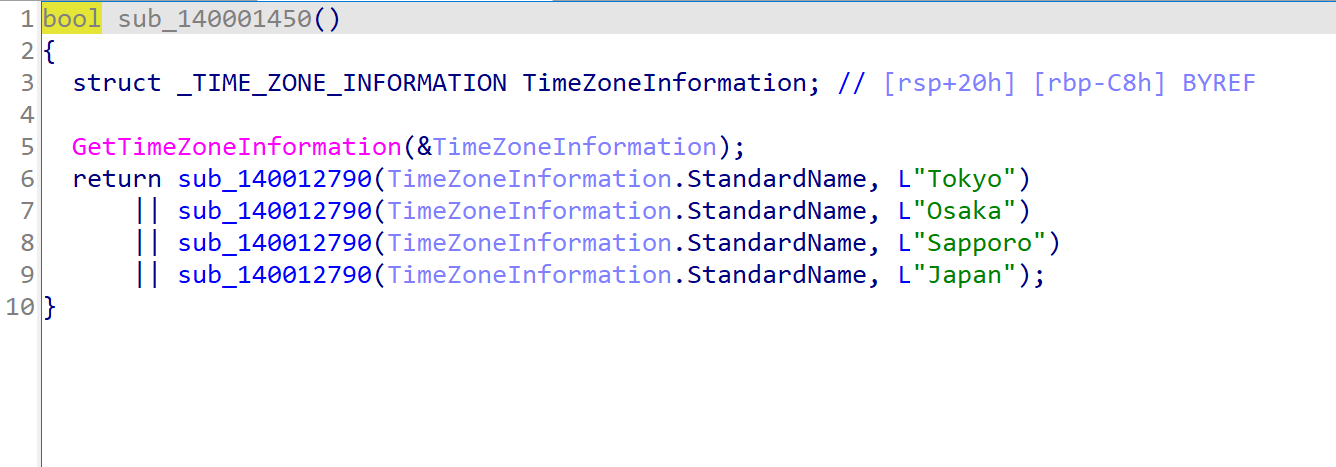 1 bool sub_140001450()
2 {
3 struct _TIME_ZONE_INFORMATION TimeZoneInformation; // [rsp+20h] [rbp-C8h] BYREF
4
5 GetTimeZoneInformation(&TimeZoneInformation);
6 return sub_140012790(TimeZoneInformation.StandardName, L"Tokyo")
7 || sub_140012790(TimeZoneInformation.StandardName, L"Osaka")
8 || sub_140012790(TimeZoneInformation.StandardName, L"Sapporo")
9 || sub_140012790(TimeZoneInformation.StandardName, L"Japan");
10 }